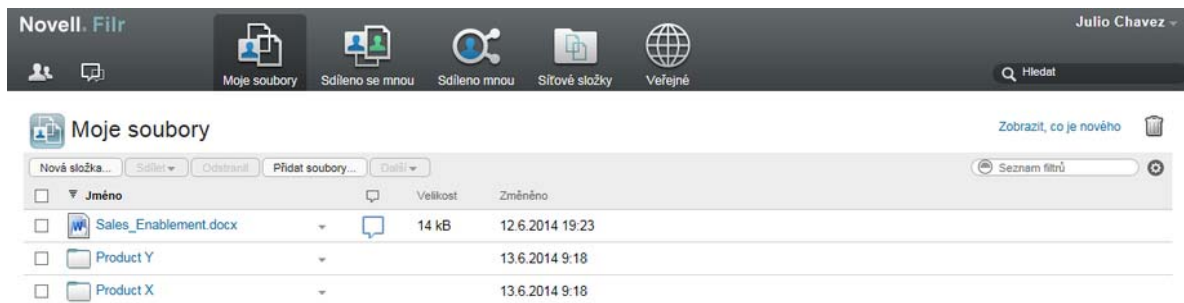 Novell. Filr
Julio Chavez
Moje soubory
Sdíleno se mnou
Sdíleno mnou
Síťové složky
Veřejné
Hledat
Moje soubory
Zobrazit, co je nového
Nová složka... Sdílet Odstranit Přidat soubory... Další
Seznam filtrů
Jméno Velikost Změněno
Sales_Enablement.docx 14 kB 12.6.2014 19:23
Product Y 13.6.2014 9:18
Product X 13.6.2014 9:18